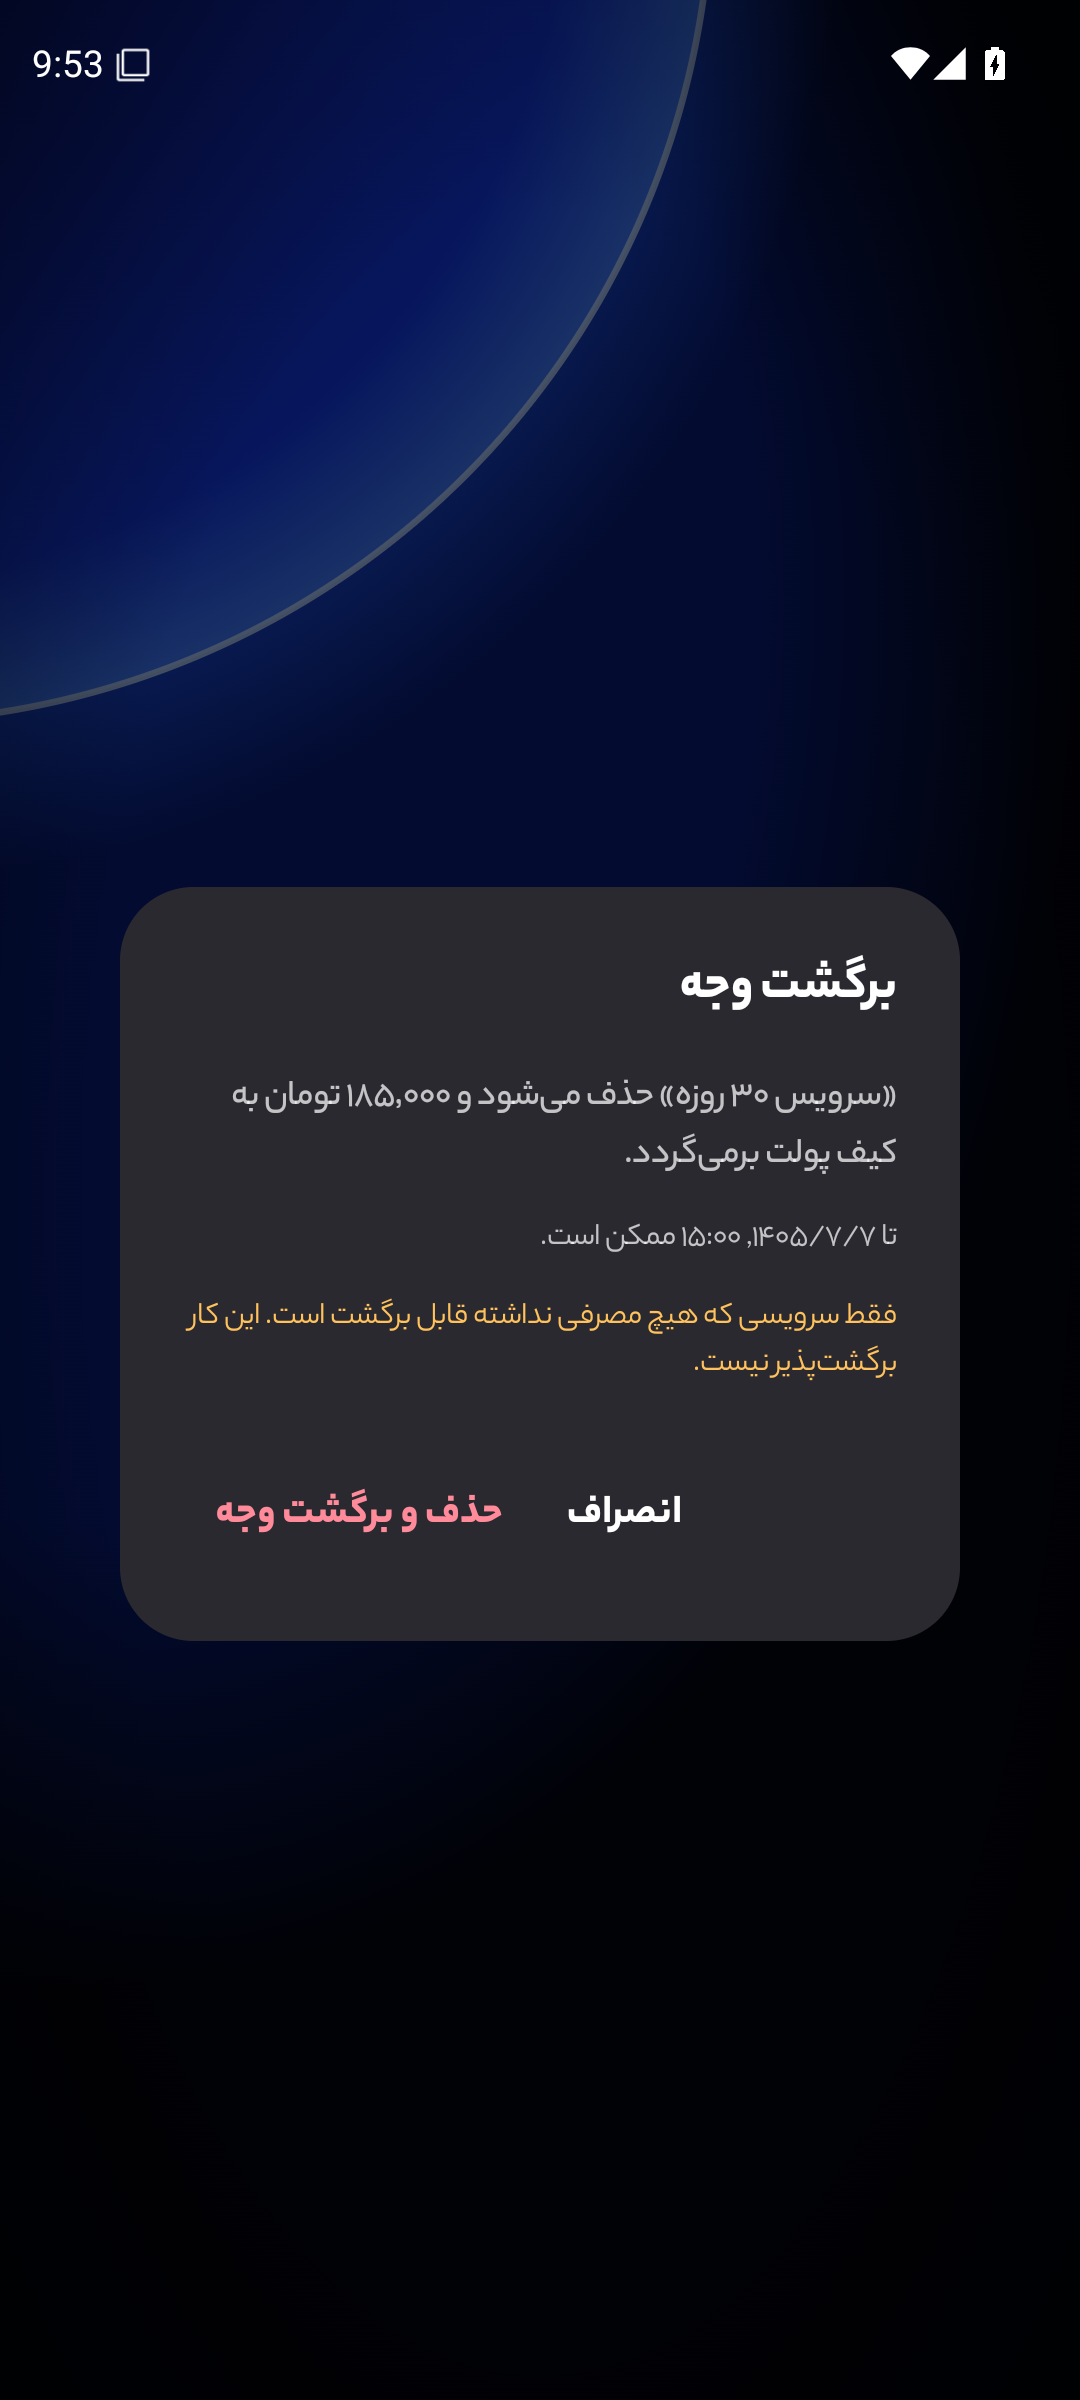 9:53
برگشت وجه
«سرویس ۳۰ روزه» حذف می‌شود و ۱۸۵,۰۰۰ تومان به
کیف پولت برمی‌گردد.
تا ۱۴۰۵/۷/۷, ۱۵:۰۰ ممکن است.
فقط سرویسی که هیچ مصرفی نداشته قابل برگشت است. این کار
برگشت‌پذیر نیست.
انصراف
حذف و برگشت وجه